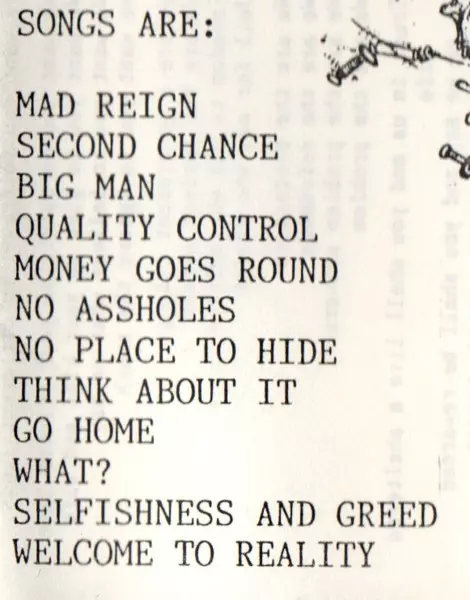 SONGS ARE:
MAD REIGN
SECOND CHANCE
BIG MAN
QUALITY CONTROL
MONEY GOES ROUND
NO ASSHOLES
NO PLACE TO HIDE
THINK ABOUT IT
GO HOME
WHAT?
SELFISHNESS AND GREED
WELCOME TO REALITY